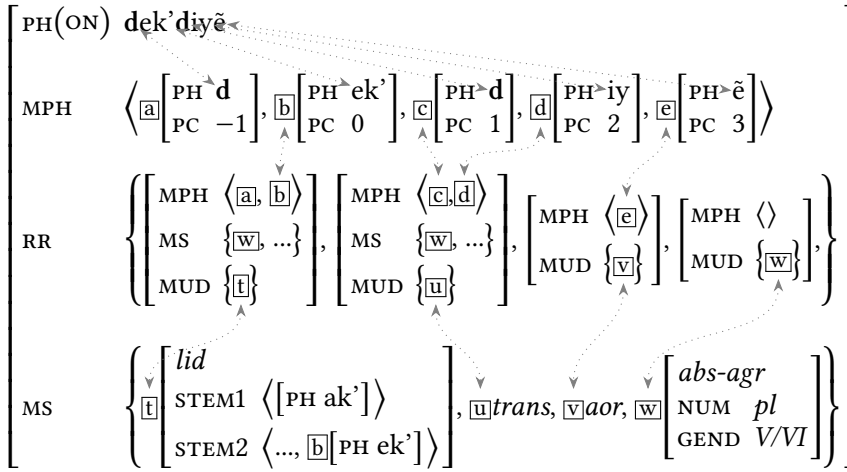 PH(ON) dek’diyẽ
MPH ⟨a[PH d PC −1], b[PH ek’ PC 0], c[PH d PC 1], d[PH iy PC 2], e[PH ẽ PC 3]⟩
RR {[MPH ⟨a, b⟩ MS {w, ...} MUD {t}], [MPH ⟨c,d⟩ MS {w, ...} MUD {u}], [MPH ⟨e⟩ MUD {v}], [MPH ⟨⟩ MUD {w}],}
MS {t[lid STEM1 ⟨[PH ak’]⟩ STEM2 ⟨..., b[PH ek’]⟩], u trans, v aor, w[abs-agr NUM pl GEND V/VI]}